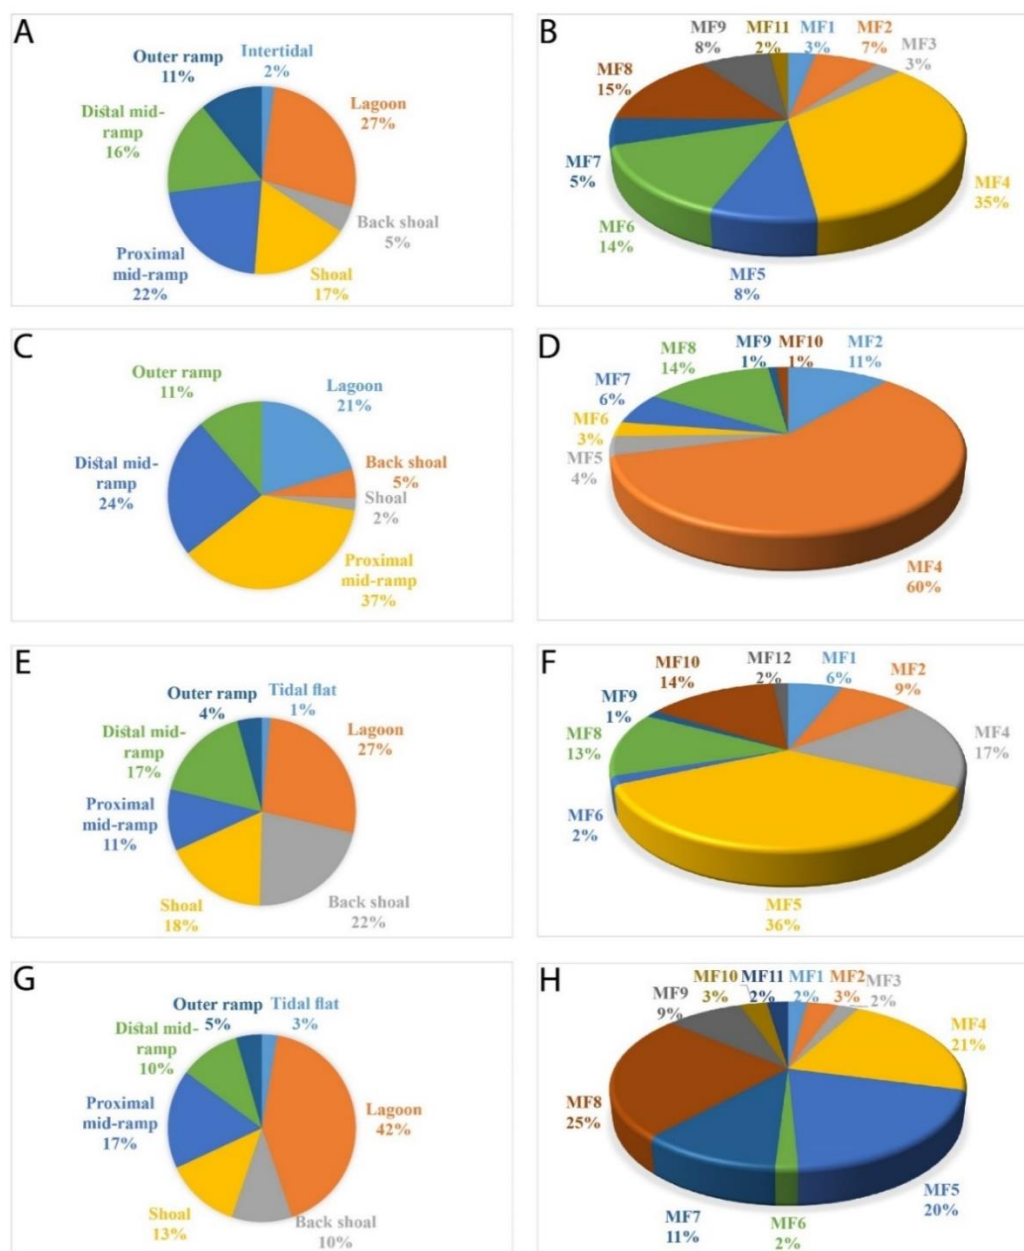 A
Intertidal
2%
Lagoon
27%
Back shoal
5%
Shoal
17%
Proximal
mid-ramp
22%
Distal mid-
ramp
16%
Outer ramp
11%
B
MF1
3%
MF2
7%
MF3
3%
MF4
35%
MF5
8%
MF6
14%
MF7
5%
MF8
15%
MF9
8%
MF11
2%
C
Lagoon
21%
Back shoal
5%
Shoal
2%
Proximal
mid-ramp
37%
Distal mid-
ramp
24%
Outer ramp
11%
D
MF2
11%
MF4
60%
MF5
4%
MF6
3%
MF7
6%
MF8
14%
MF9
1%
MF10
1%
E
Tidal flat
1%
Lagoon
27%
Back shoal
22%
Shoal
18%
Proximal
mid-ramp
11%
Distal mid-
ramp
17%
Outer ramp
4%
F
MF1
6%
MF2
9%
MF4
17%
MF5
36%
MF6
2%
MF8
13%
MF9
1%
MF10
14%
MF12
2%
G
Tidal flat
3%
Lagoon
42%
Back shoal
10%
Shoal
13%
Proximal
mid-ramp
17%
Distal mid-
ramp
10%
Outer ramp
5%
H
MF1
2%
MF2
3%
MF3
2%
MF4
21%
MF5
20%
MF6
2%
MF7
11%
MF8
25%
MF9
9%
MF10
3%
MF11
2%